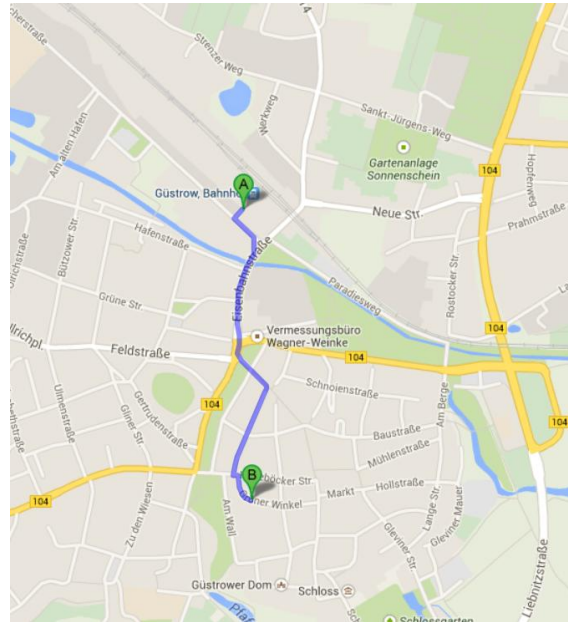 Strenzer Weg
Werkweg
Am alten Hafen
Sankt-Jürgens-Weg
104
Gartenanlage
Sonnenschein
Hopfenweg
A
Güstrow,
Neue Str.
Prahmstraße
Hafenstraße
Bützower Straße
Eisenbahnstraße
Paradiesweg
Rostocker Str.
Grüne Str.
Vermessungsbüro
Wagner-Weinke
104
Feldstraße
104
Schnoienstraße
Am Berge
Ulmenstraße
Gliner Str.
Gertrudenstraße
104
104
Baustraße
Mühlenstraße
B
Markt
Hollstraße
Winkel
104
Zu den Wiesen
Am Wall
Lange Str.
Gleviner Mauer
Gleviner Str.
Liebnitzstraße
Güstrower Dom
Schloss
Schlossgarten